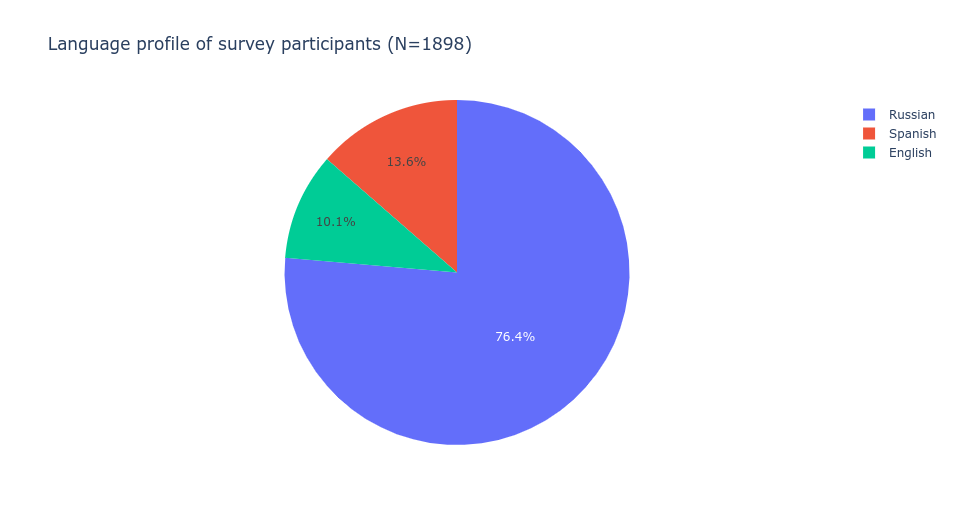 Language profile of survey participants (N=1898)
Russian
Spanish
English
13.6%
10.1%
76.4%